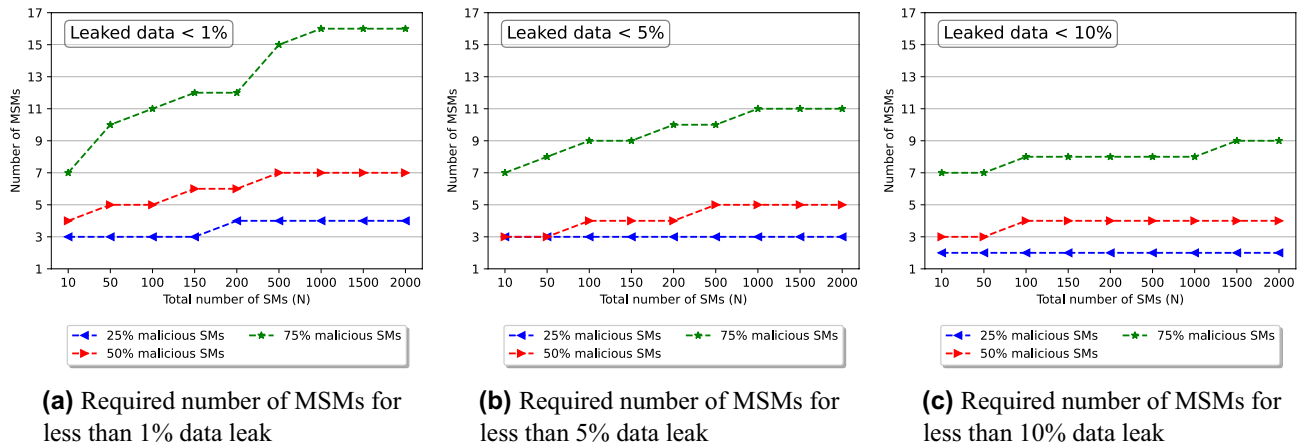 Leaked data < 1%
Number of MSMs
17
15
13
11
9
7
5
3
1
10 50 100 150 200 500 1000 1500 2000
Total number of SMs (N)
25% malicious SMs
50% malicious SMs
75% malicious SMs
(a) Required number of MSMs for
less than 1% data leak
Leaked data < 5%
Number of MSMs
17
15
13
11
9
7
5
3
1
10 50 100 150 200 500 1000 1500 2000
Total number of SMs (N)
25% malicious SMs
50% malicious SMs
75% malicious SMs
(b) Required number of MSMs for
less than 5% data leak
Leaked data < 10%
Number of MSMs
17
15
13
11
9
7
5
3
1
10 50 100 150 200 500 1000 1500 2000
Total number of SMs (N)
25% malicious SMs
50% malicious SMs
75% malicious SMs
(c) Required number of MSMs for
less than 10% data leak